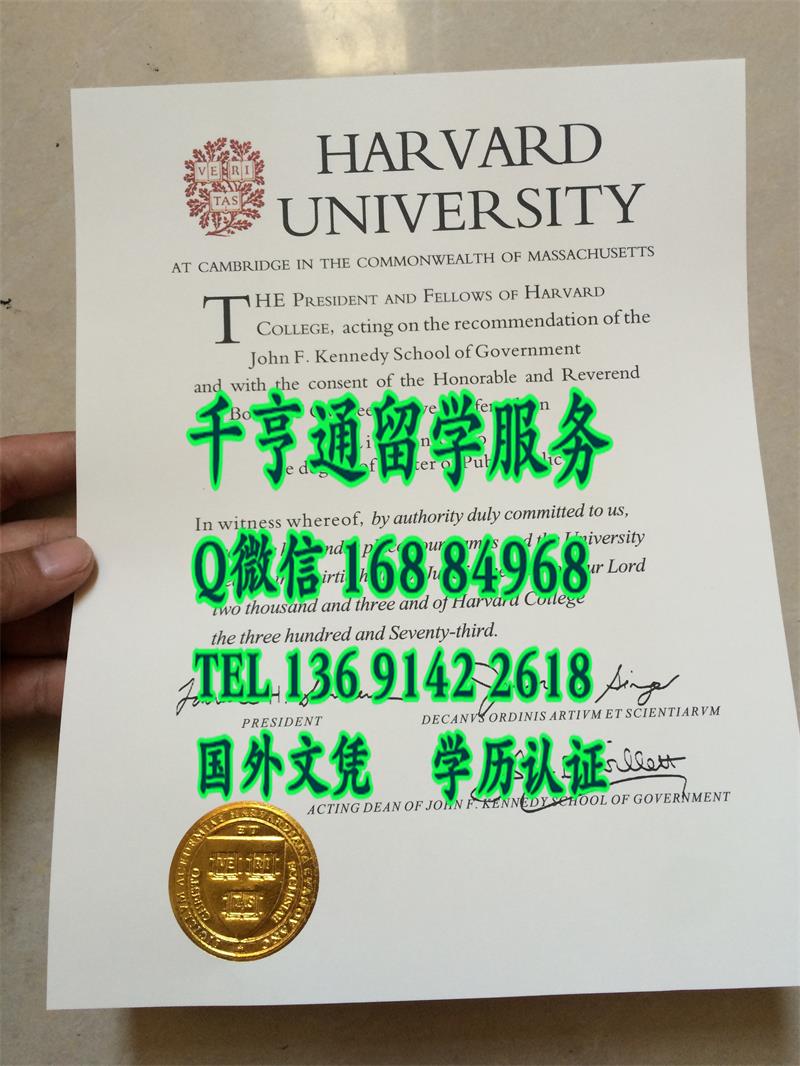 VERI
TAS
HARVARD
UNIVERSITY
AT CAMBRIDGE IN THE COMMONWEALTH OF MASSACHUSETTS
THE PRESIDENT AND FELLOWS OF HARVARD
COLLEGE, acting on the recommendation of the
John F. Kennedy School of Government
and with the consent of the Honorable and Reverend
千亨通留学服务
In witness whereof, by authority duly committed to us,
Q微信 168 84968
two thousand and three and of Harvard College
the three hundred and Seventy-third.
TEL 136 9142 2618
PRESIDENT
DECANVS ORDINIS ARTIVM ET SCIENTIARVM
国外文凭 学历认证
ACTING DEAN OF JOHN F. KENNEDY SCHOOL OF GOVERNMENT